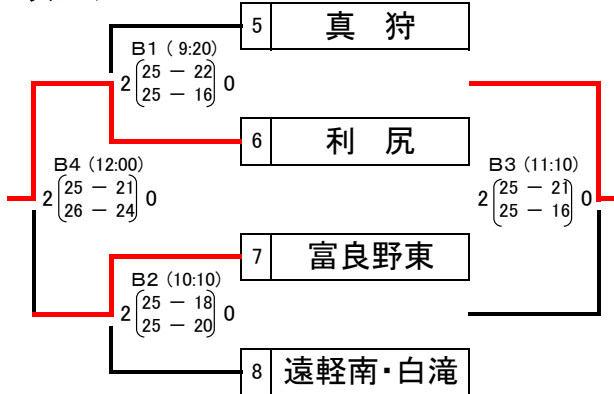 5 真 狩
B1 ( 9:20)
2 25 － 22 0
25 － 16
6 利 尻
B4 (12:00)
2 25 － 21 0
26 － 24
B3 (11:10)
2 25 － 21 0
25 － 16
7 富良野東
B2 (10:10)
2 25 － 18 0
25 － 20
8 遠軽南・白滝